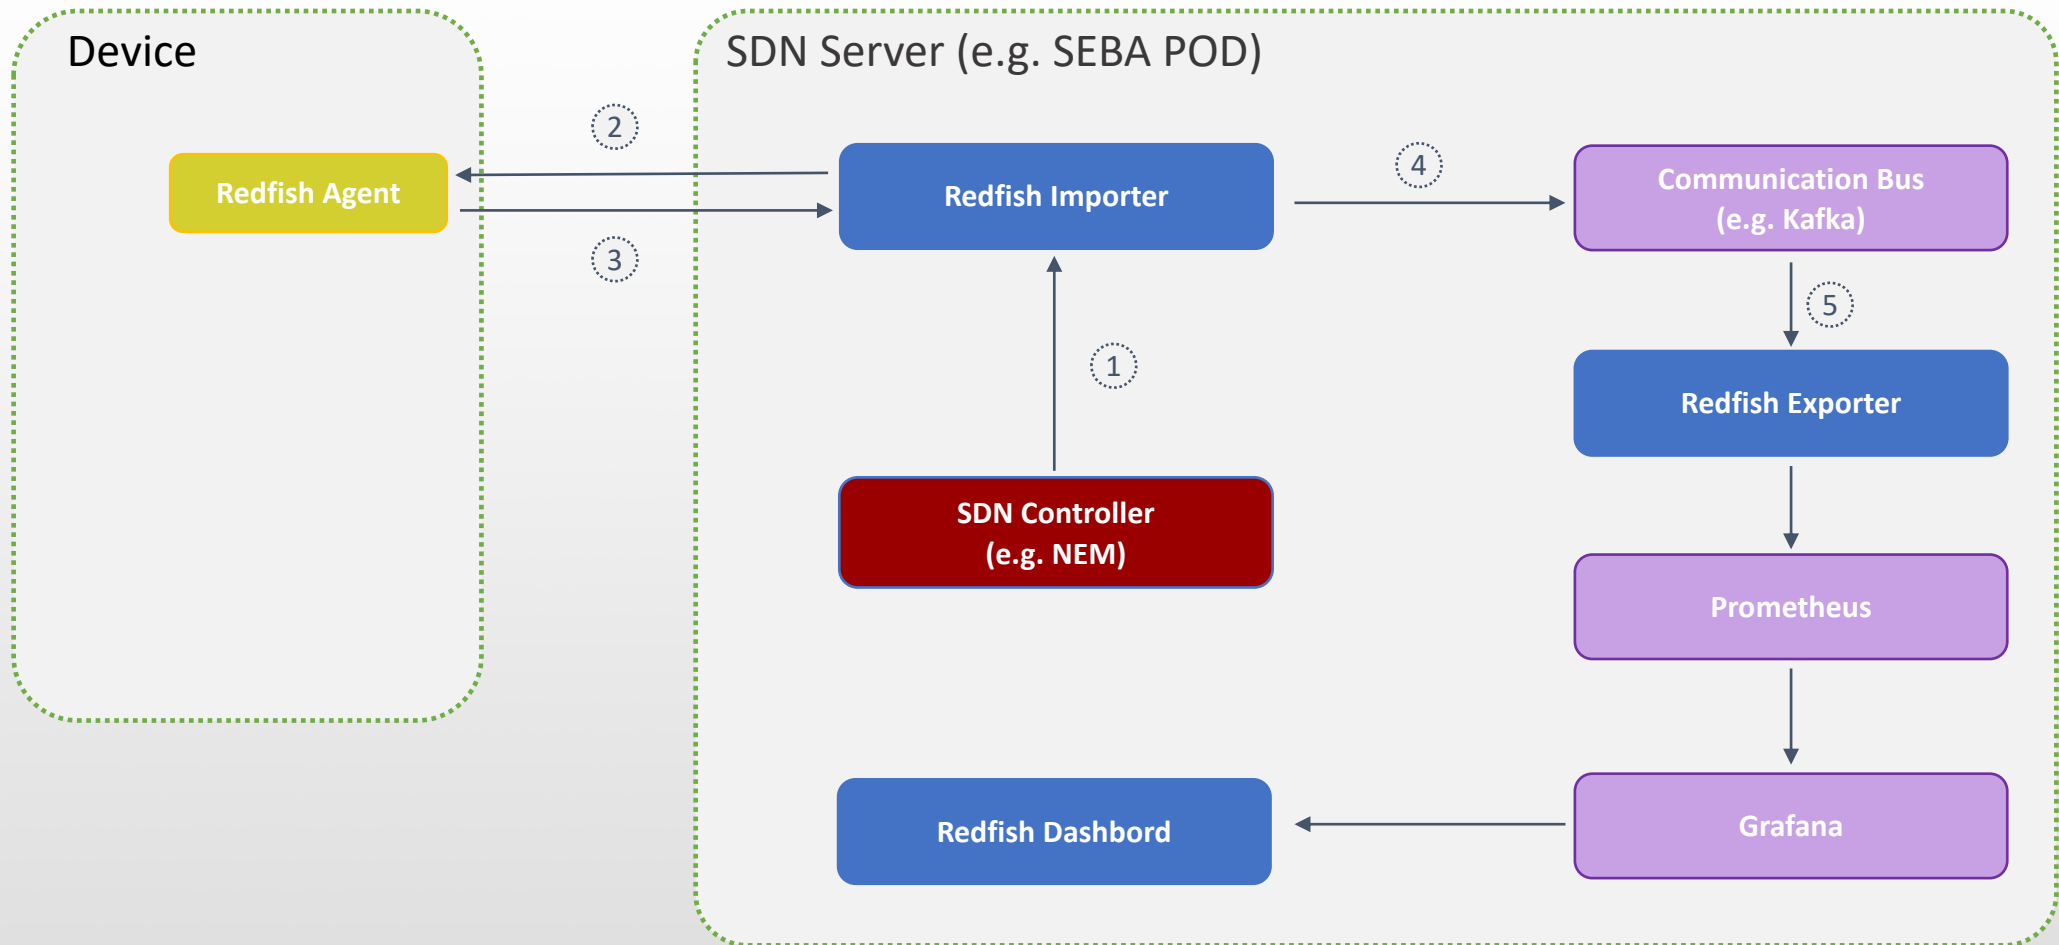 Device
SDN Server (e.g. SEBA POD)
2
Redfish Agent
3
Redfish Importer
4
Communication Bus
(e.g. Kafka)
5
1
Redfish Exporter
SDN Controller
(e.g. NEM)
Prometheus
Redfish Dashbord
Grafana